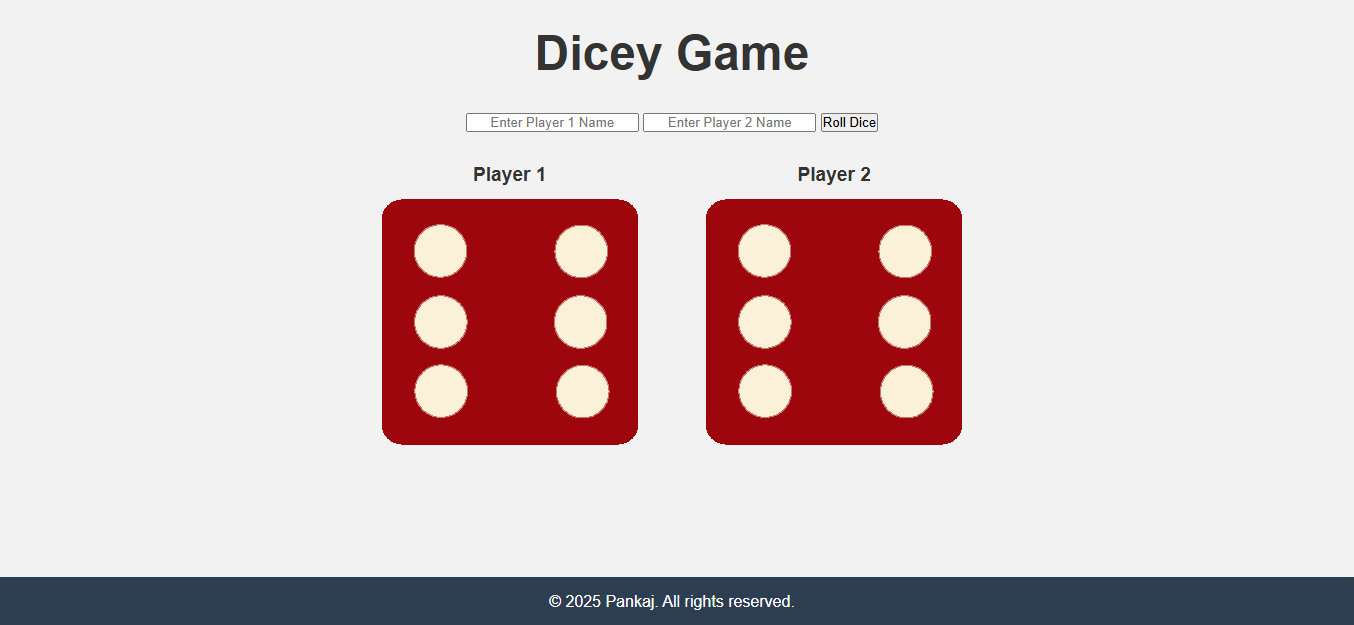 Dicey Game
Enter Player 1 Name Enter Player 2 Name Roll Dice
Player 1 Player 2
© 2025 Pankaj. All rights reserved.